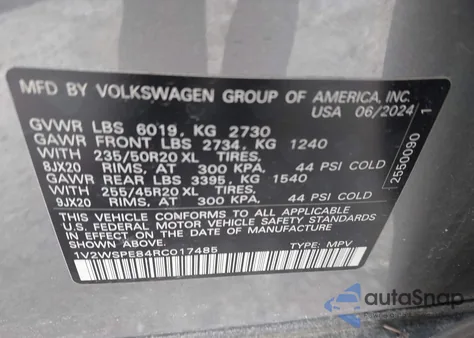 MFD BY VOLKSWAGEN GROUP OF AMERICA, INC.
USA 06/2024
GVWR LBS 6019, KG 2730
GAWR FRONT LBS 2734, KG 1240
WITH 235/50R20 XL TIRES,
8JX20 RIMS, AT 300 KPA, 44 PSI COLD
GAWR REAR LBS 3395, KG 1540
WITH 255/45R20 XL TIRES,
9JX20 RIMS, AT 300 KPA, 44 PSI COLD
THIS VEHICLE CONFORMS TO ALL APPLICABLE
U.S. FEDERAL MOTOR VEHICLE SAFETY STANDARDS
IN EFFECT ON THE DATE OF MANUFACTURE
SHOWN ABOVE.
1V2WSPE84RC017485 TYPE: MPV
2550090 1
autoSnap